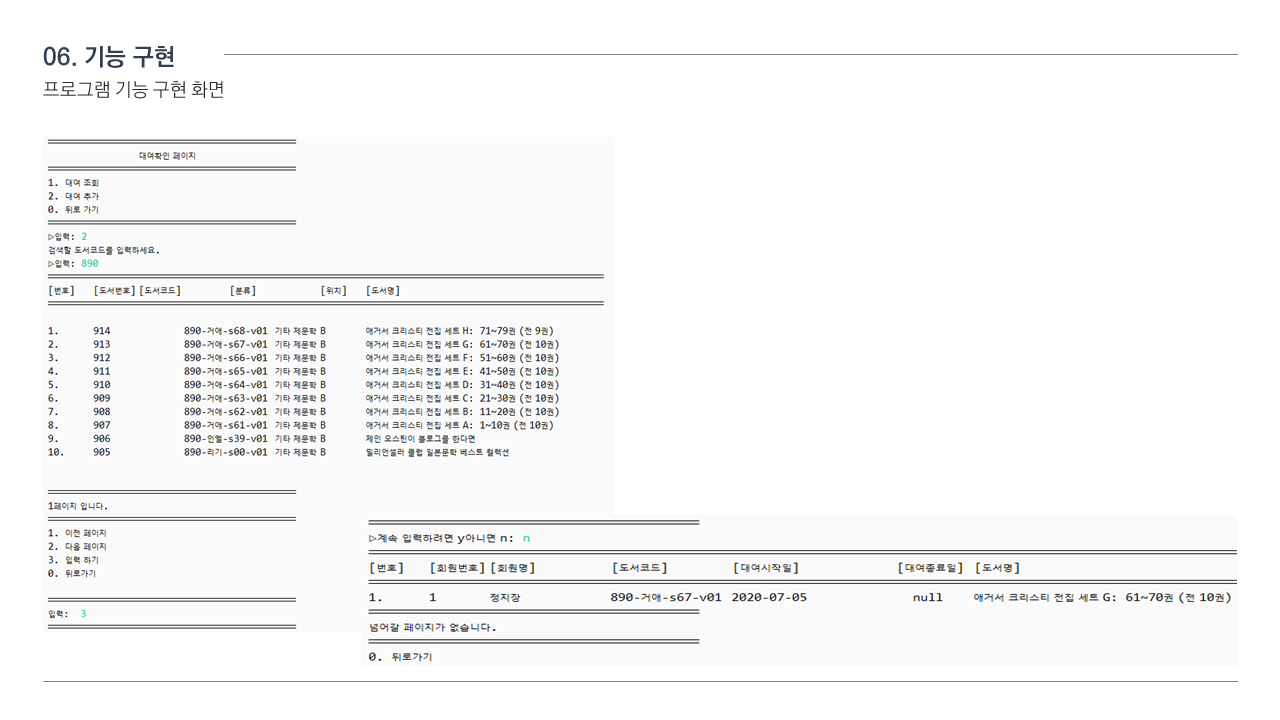 06. 기능 구현
프로그램 기능 구현 화면
대여확인 페이지
1. 대여 조회
2. 대여 추가
0. 뒤로 가기
▷입력: 2
검색할 도서코드를 입력하세요.
▷입력: 890
[번호] [도서번호] [도서코드] [분류] [위치] [도서명]
1. 914 890-거애-s68-v01 기타 제문학 B 애거서 크리스티 전집 세트 H: 71~79권 (전 9권)
2. 913 890-거애-s67-v01 기타 제문학 B 애거서 크리스티 전집 세트 G: 61~70권 (전 10권)
3. 912 890-거애-s66-v01 기타 제문학 B 애거서 크리스티 전집 세트 F: 51~60권 (전 10권)
4. 911 890-거애-s65-v01 기타 제문학 B 애거서 크리스티 전집 세트 E: 41~50권 (전 10권)
5. 910 890-거애-s64-v01 기타 제문학 B 애거서 크리스티 전집 세트 D: 31~40권 (전 10권)
6. 909 890-거애-s63-v01 기타 제문학 B 애거서 크리스티 전집 세트 C: 21~30권 (전 10권)
7. 908 890-거애-s62-v01 기타 제문학 B 애거서 크리스티 전집 세트 B: 11~20권 (전 10권)
8. 907 890-거애-s61-v01 기타 제문학 B 애거서 크리스티 전집 세트 A: 1~10권 (전 10권)
9. 906 890-인멜-s39-v01 기타 제문학 B 제인 오스틴이 블로그를 한다면
10. 905 890-리기-s00-v01 기타 제문학 B 밀리언셀러 클럽 일본문학 베스트 컬렉션
1페이지 입니다.
1. 이전 페이지
2. 다음 페이지
3. 입력 하기
0. 뒤로가기
입력: 3
▷계속 입력하려면 y아니면 n: n
[번호] [회원번호] [회원명] [도서코드] [대여시작일] [대여종료일] [도서명]
1. 1 정지장 890-거애-s67-v01 2020-07-05 null 애거서 크리스티 전집 세트 G: 61~70권 (전 10권)
넘어갈 페이지가 없습니다.
0. 뒤로가기